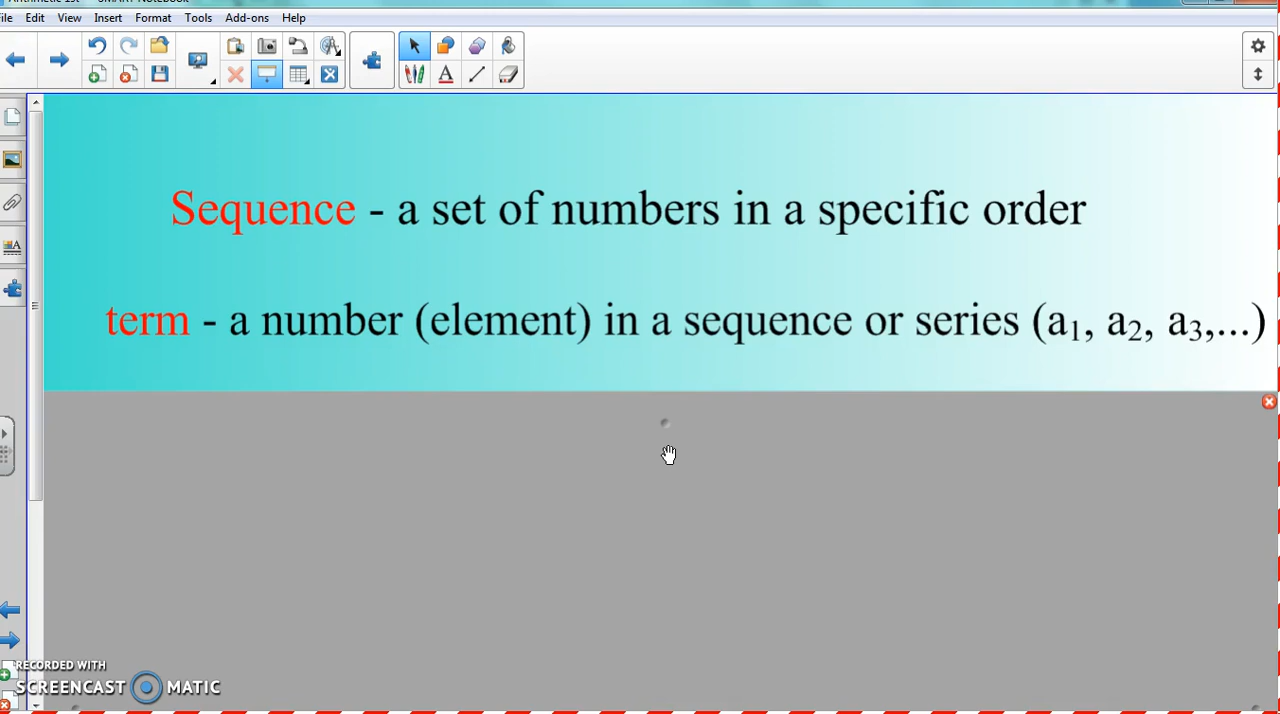 File Edit View Insert Format Tools Add-ons Help
Sequence - a set of numbers in a specific order
term - a number (element) in a sequence or series (a₁, a₂, a₃,...)
RECORDED WITH
SCREENCAST MATIC